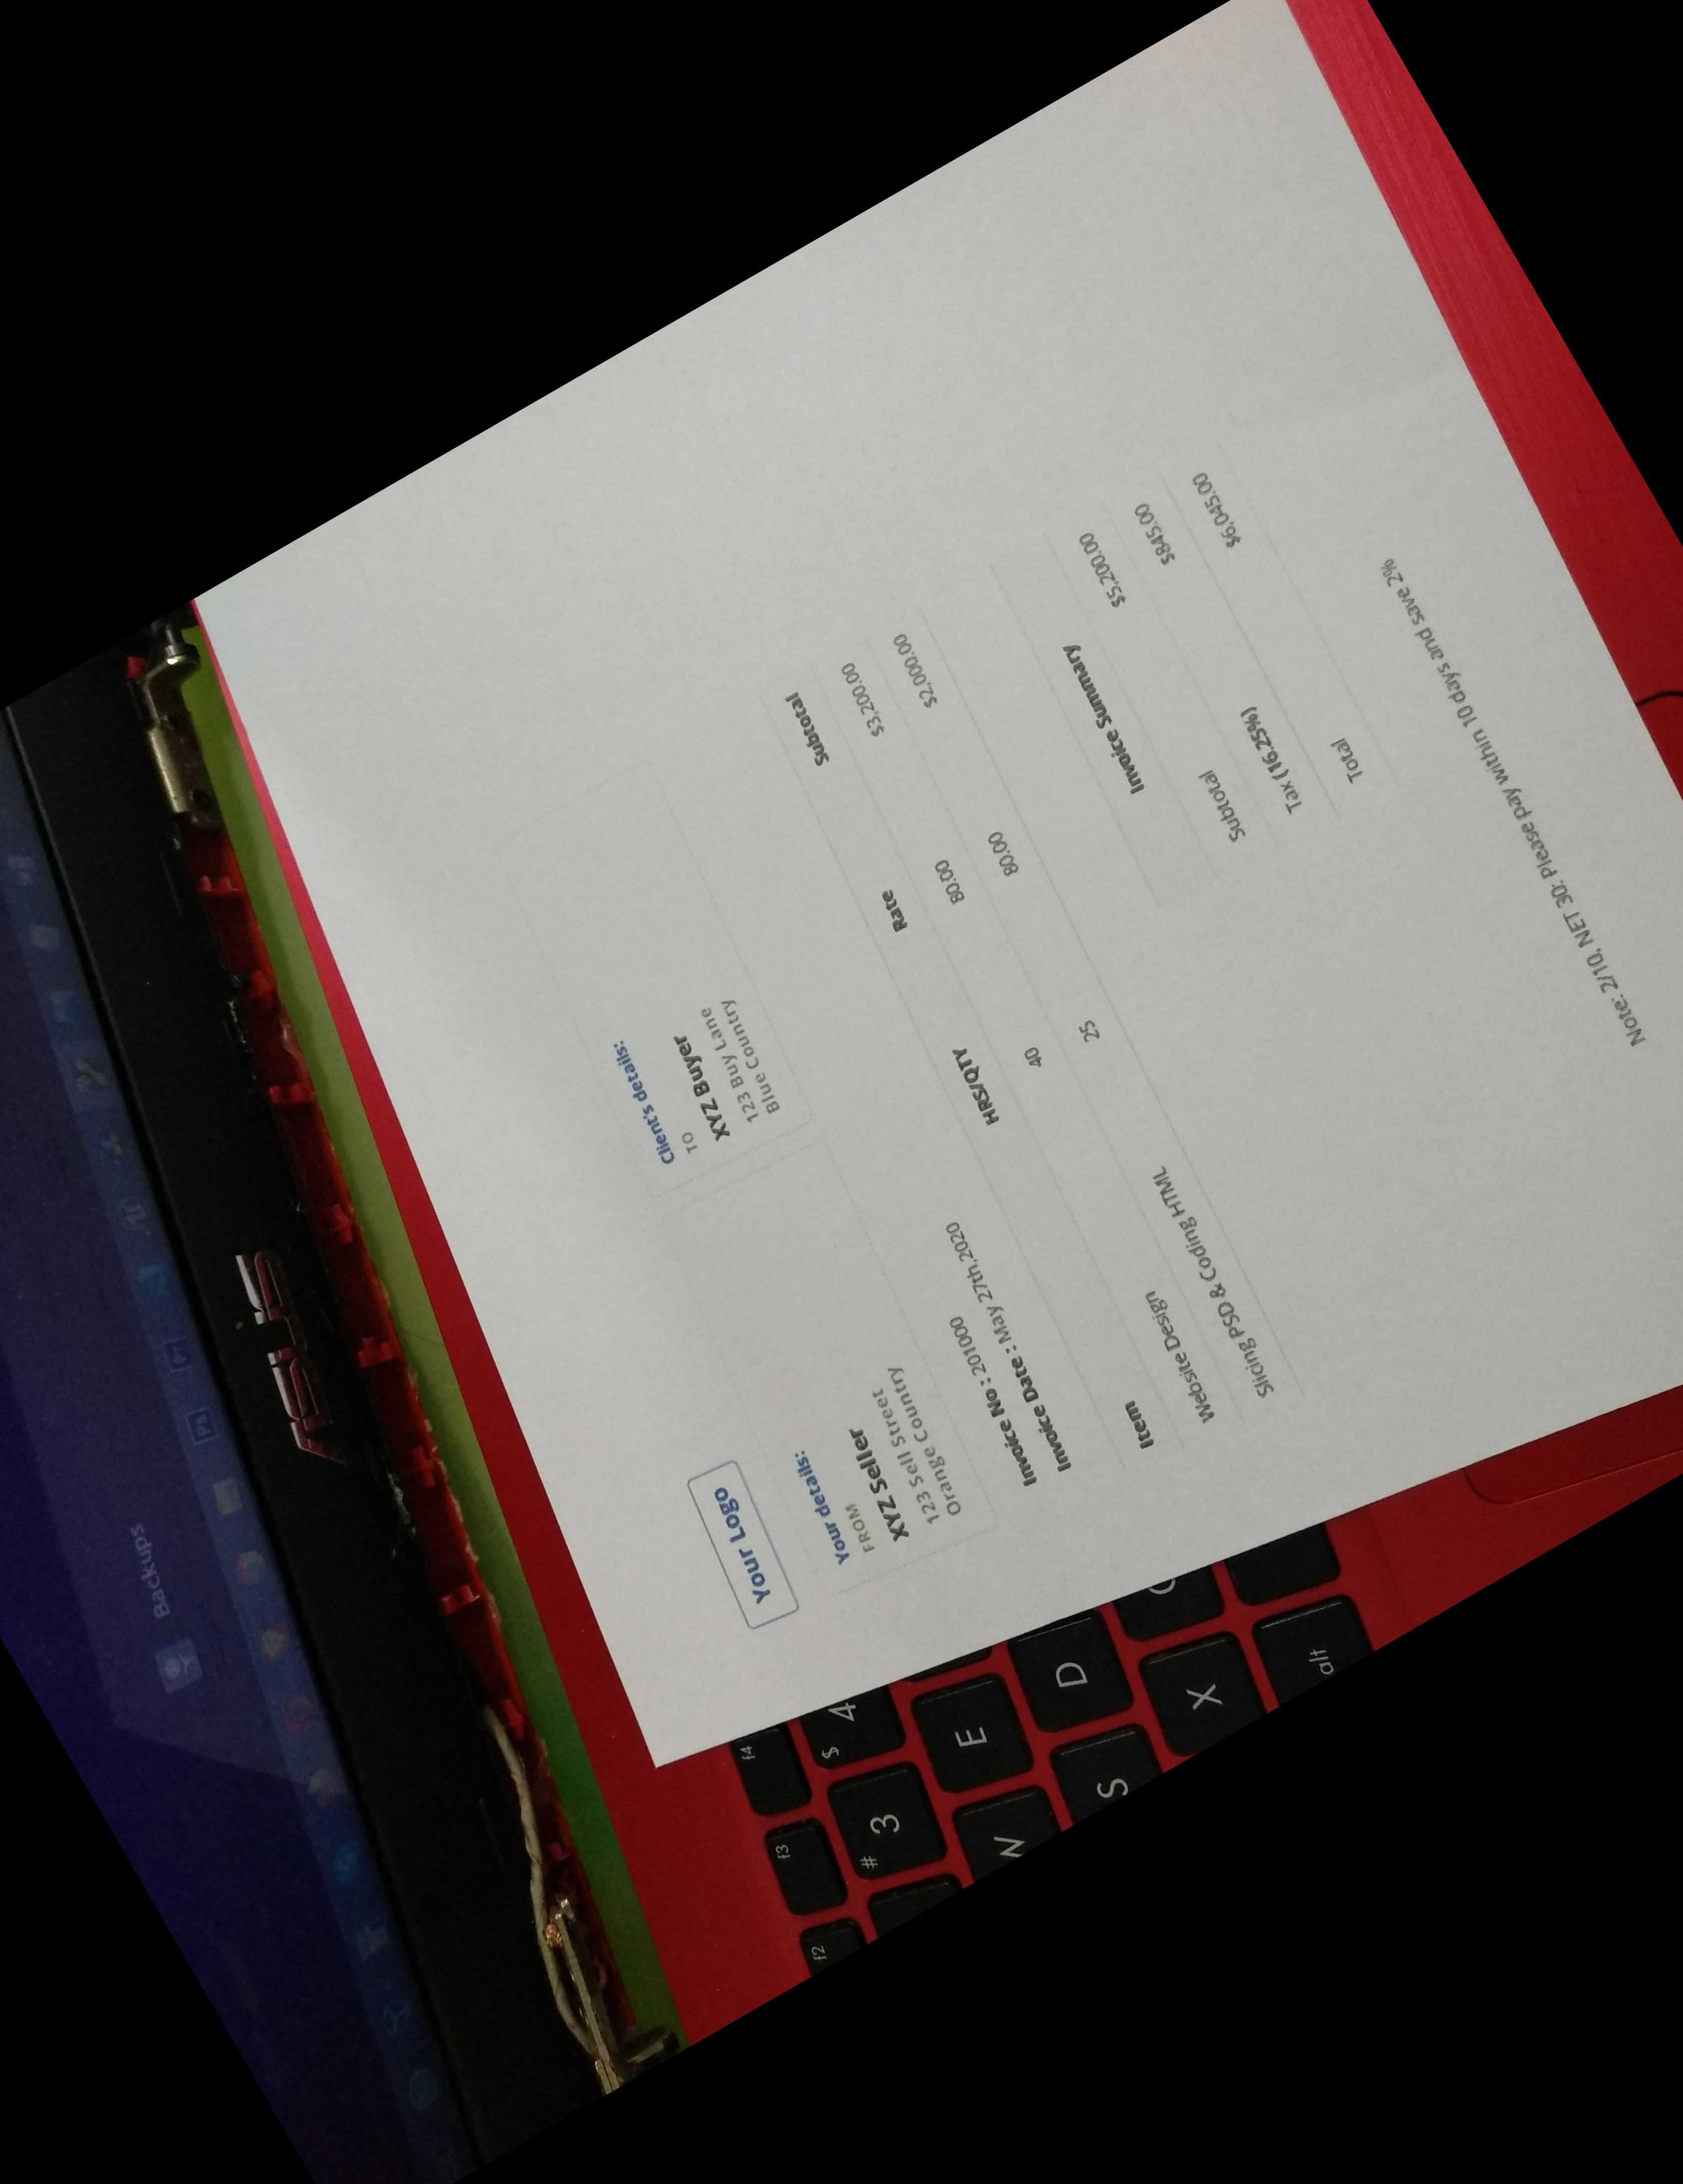 Your Logo
Your details:
FROM
XYZ Seller
123 Sell Street
Orange Country
Client's details:
TO
XYZ Buyer
123 Buy Lane
Blue Country
Invoice No : 201000
Invoice Date : May 27th,2020
Item HRS/QTY Rate Subtotal
Website Design 40 80.00 $3,200.00
Slicing PSD & Coding HTML 25 80.00 $2,000.00
Invoice Summary
Subtotal $5,200.00
Tax (16.25%) $845.00
Total $6,045.00
Note: 2/10, NET 30: Please pay within 10 days and save 2%
Backups
ASUS
f2 f3 f4
# 3 $ 4
W E
S D
X C
alt